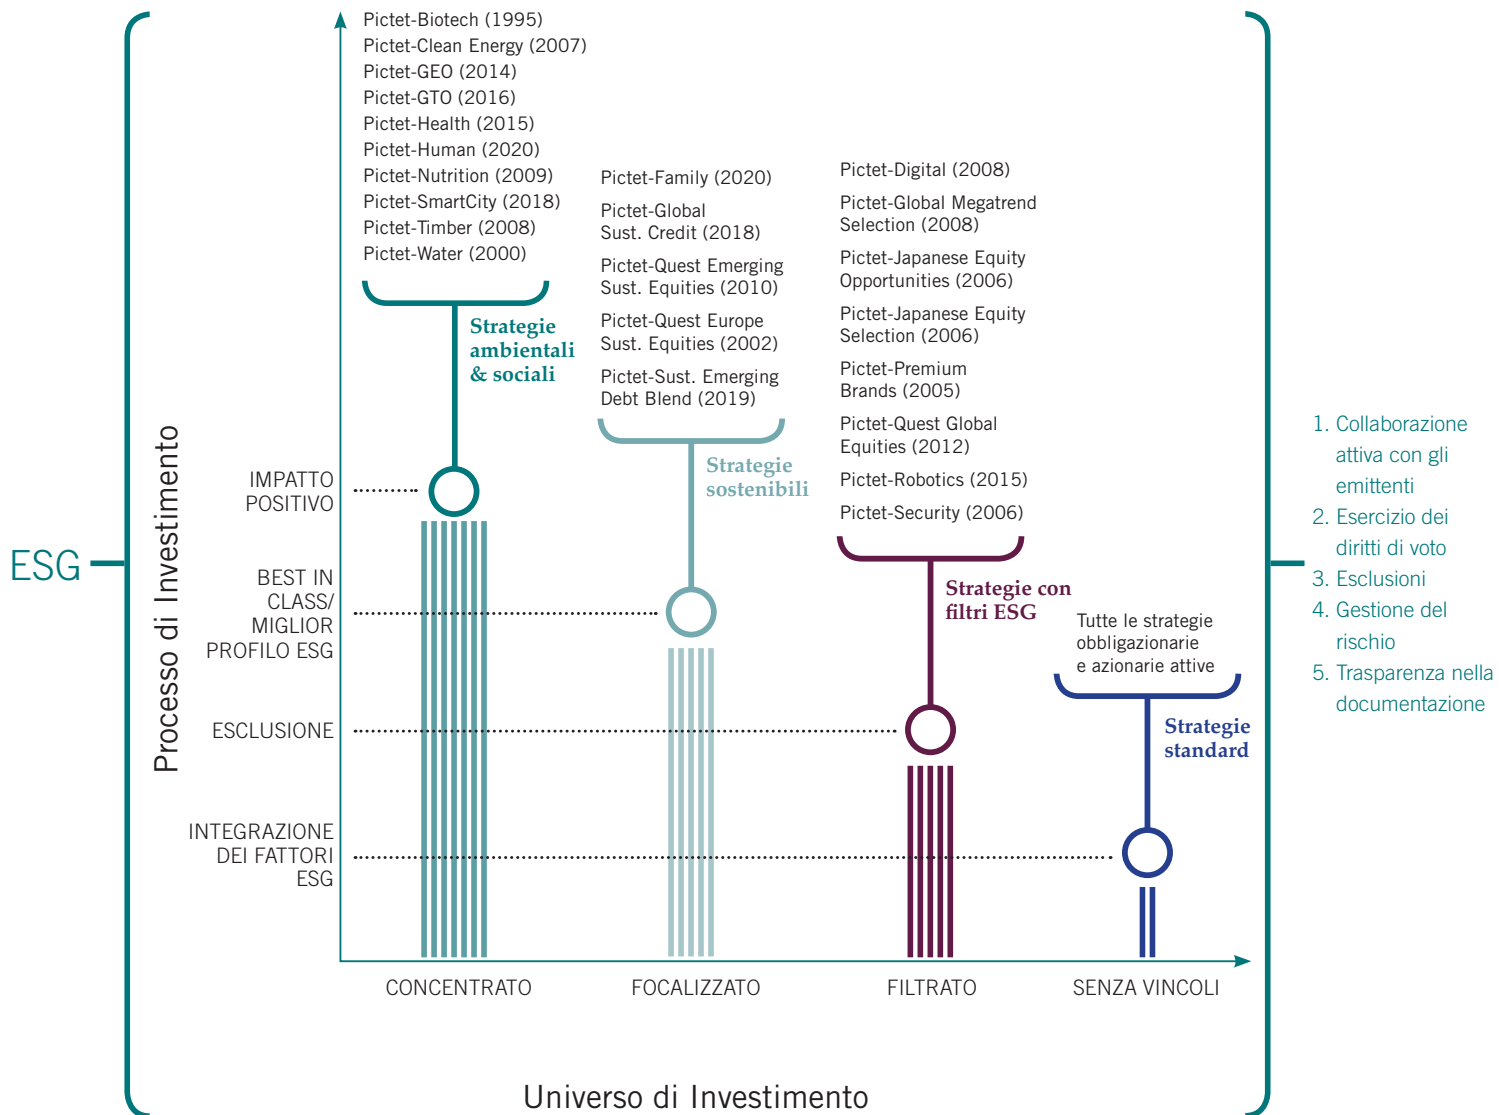 ESG
Processo di Investimento
Pictet-Biotech (1995)
Pictet-Clean Energy (2007)
Pictet-GEO (2014)
Pictet-GTO (2016)
Pictet-Health (2015)
Pictet-Human (2020)
Pictet-Nutrition (2009)
Pictet-SmartCity (2018)
Pictet-Timber (2008)
Pictet-Water (2000)
Strategie
ambientali
& sociali
Pictet-Family (2020)
Pictet-Global
Sust. Credit (2018)
Pictet-Quest Emerging
Sust. Equities (2010)
Pictet-Quest Europe
Sust. Equities (2002)
Pictet-Sust. Emerging
Debt Blend (2019)
Strategie
sostenibili
Pictet-Digital (2008)
Pictet-Global Megatrend
Selection (2008)
Pictet-Japanese Equity
Opportunities (2006)
Pictet-Japanese Equity
Selection (2006)
Pictet-Premium
Brands (2005)
Pictet-Quest Global
Equities (2012)
Pictet-Robotics (2015)
Pictet-Security (2006)
Strategie con
filtri ESG
Tutte le strategie
obbligazionarie
e azionarie attive
Strategie
standard
IMPATTO
POSITIVO
BEST IN
CLASS/
MIGLIOR
PROFILO ESG
ESCLUSIONE
INTEGRAZIONE
DEI FATTORI
ESG
CONCENTRATO
FOCALIZZATO
FILTRATO
SENZA VINCOLI
Universo di Investimento
1. Collaborazione
attiva con gli
emittenti
2. Esercizio dei
diritti di voto
3. Esclusioni
4. Gestione del
rischio
5. Trasparenza nella
documentazione